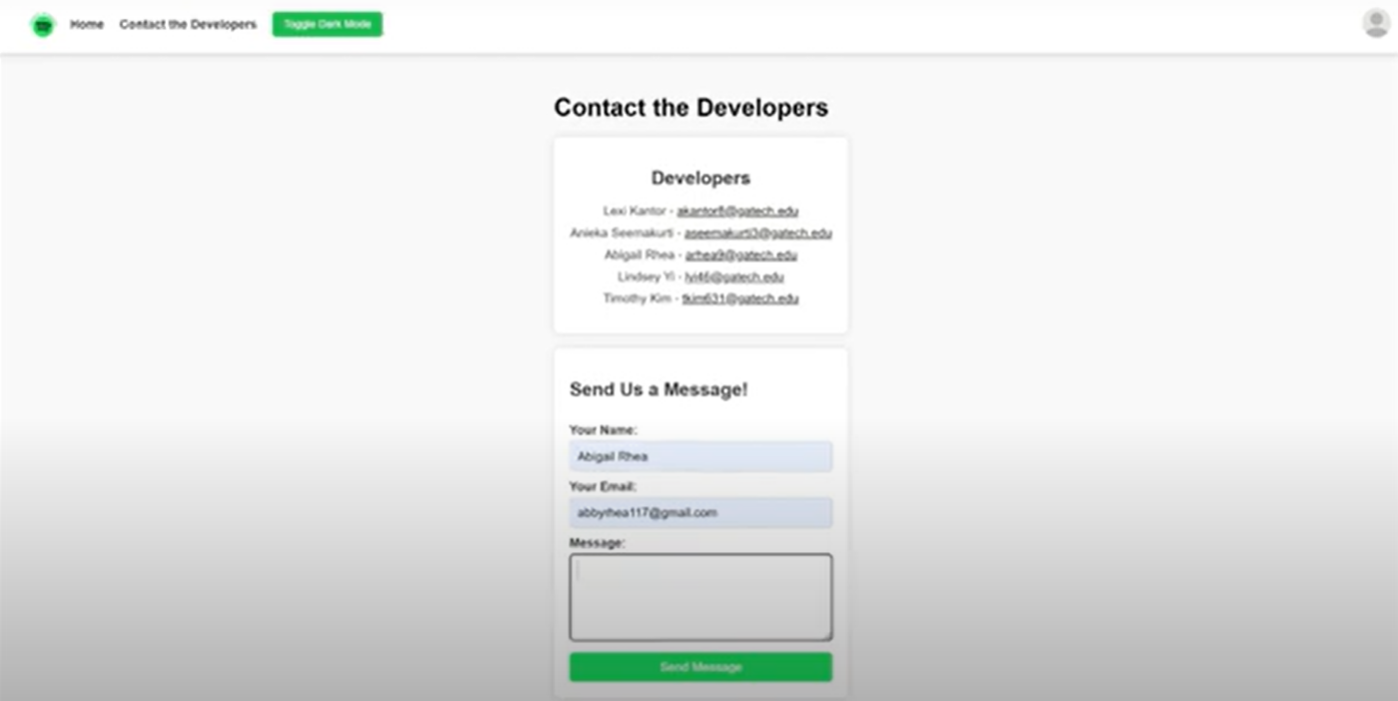 Home
Contact the Developers
Toggle Dark Mode
Contact the Developers
Developers
Lexi Kantor - akantor8@gatech.edu
Anieka Seemakurti - aseemakurti3@gatech.edu
Abigail Rhea - arhea9@gatech.edu
Lindsey Yi - lyi46@gatech.edu
Timothy Kim - tkim631@gatech.edu
Send Us a Message!
Your Name:
Abigail Rhea
Your Email:
abbyrhea117@gmail.com
Message:
Send Message